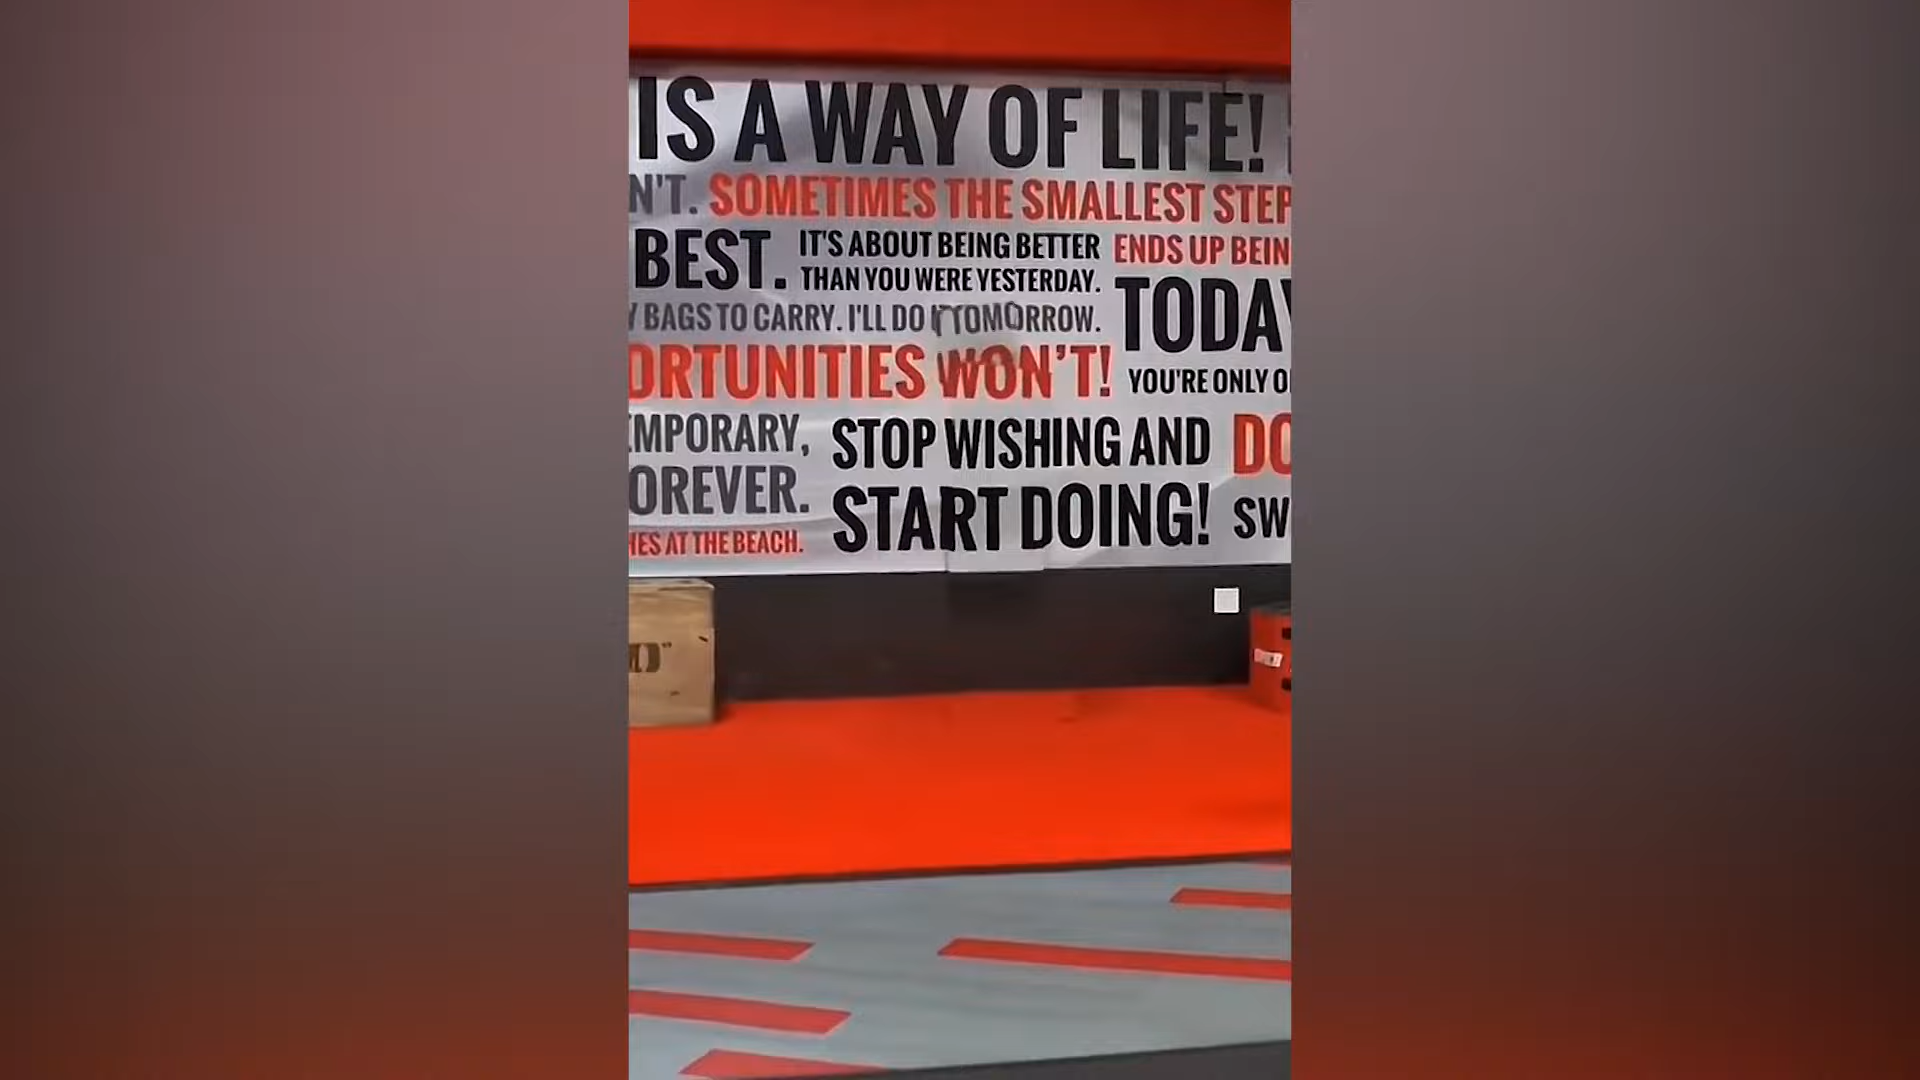 IS A WAY OF LIFE!
N'T. SOMETIMES THE SMALLEST STEP
BEST. IT'S ABOUT BEING BETTER
THAN YOU WERE YESTERDAY.
ENDS UP BEIN
BAGS TO CARRY. I'LL DO IT TOMORROW.
TODAY
ORTUNITIES WON'T!
YOU'RE ONLY O
EMPORARY,
OREVER.
STOP WISHING AND
START DOING!
DO
SW
HES AT THE BEACH.